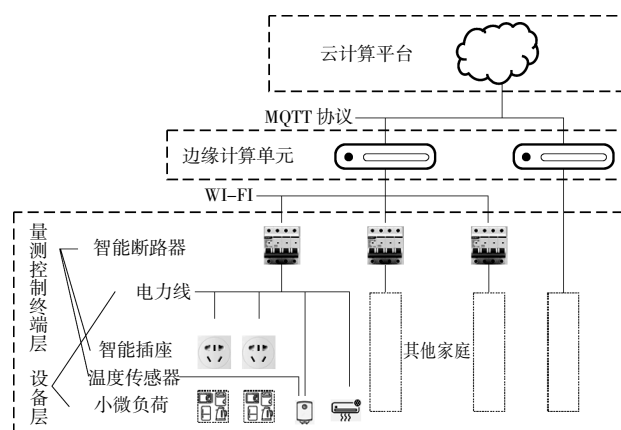 云计算平台
MQTT 协议
边缘计算单元
WI-FI
量测控制终端层
智能断路器
电力线
智能插座
其他家庭
温度传感器
设备层
小微负荷